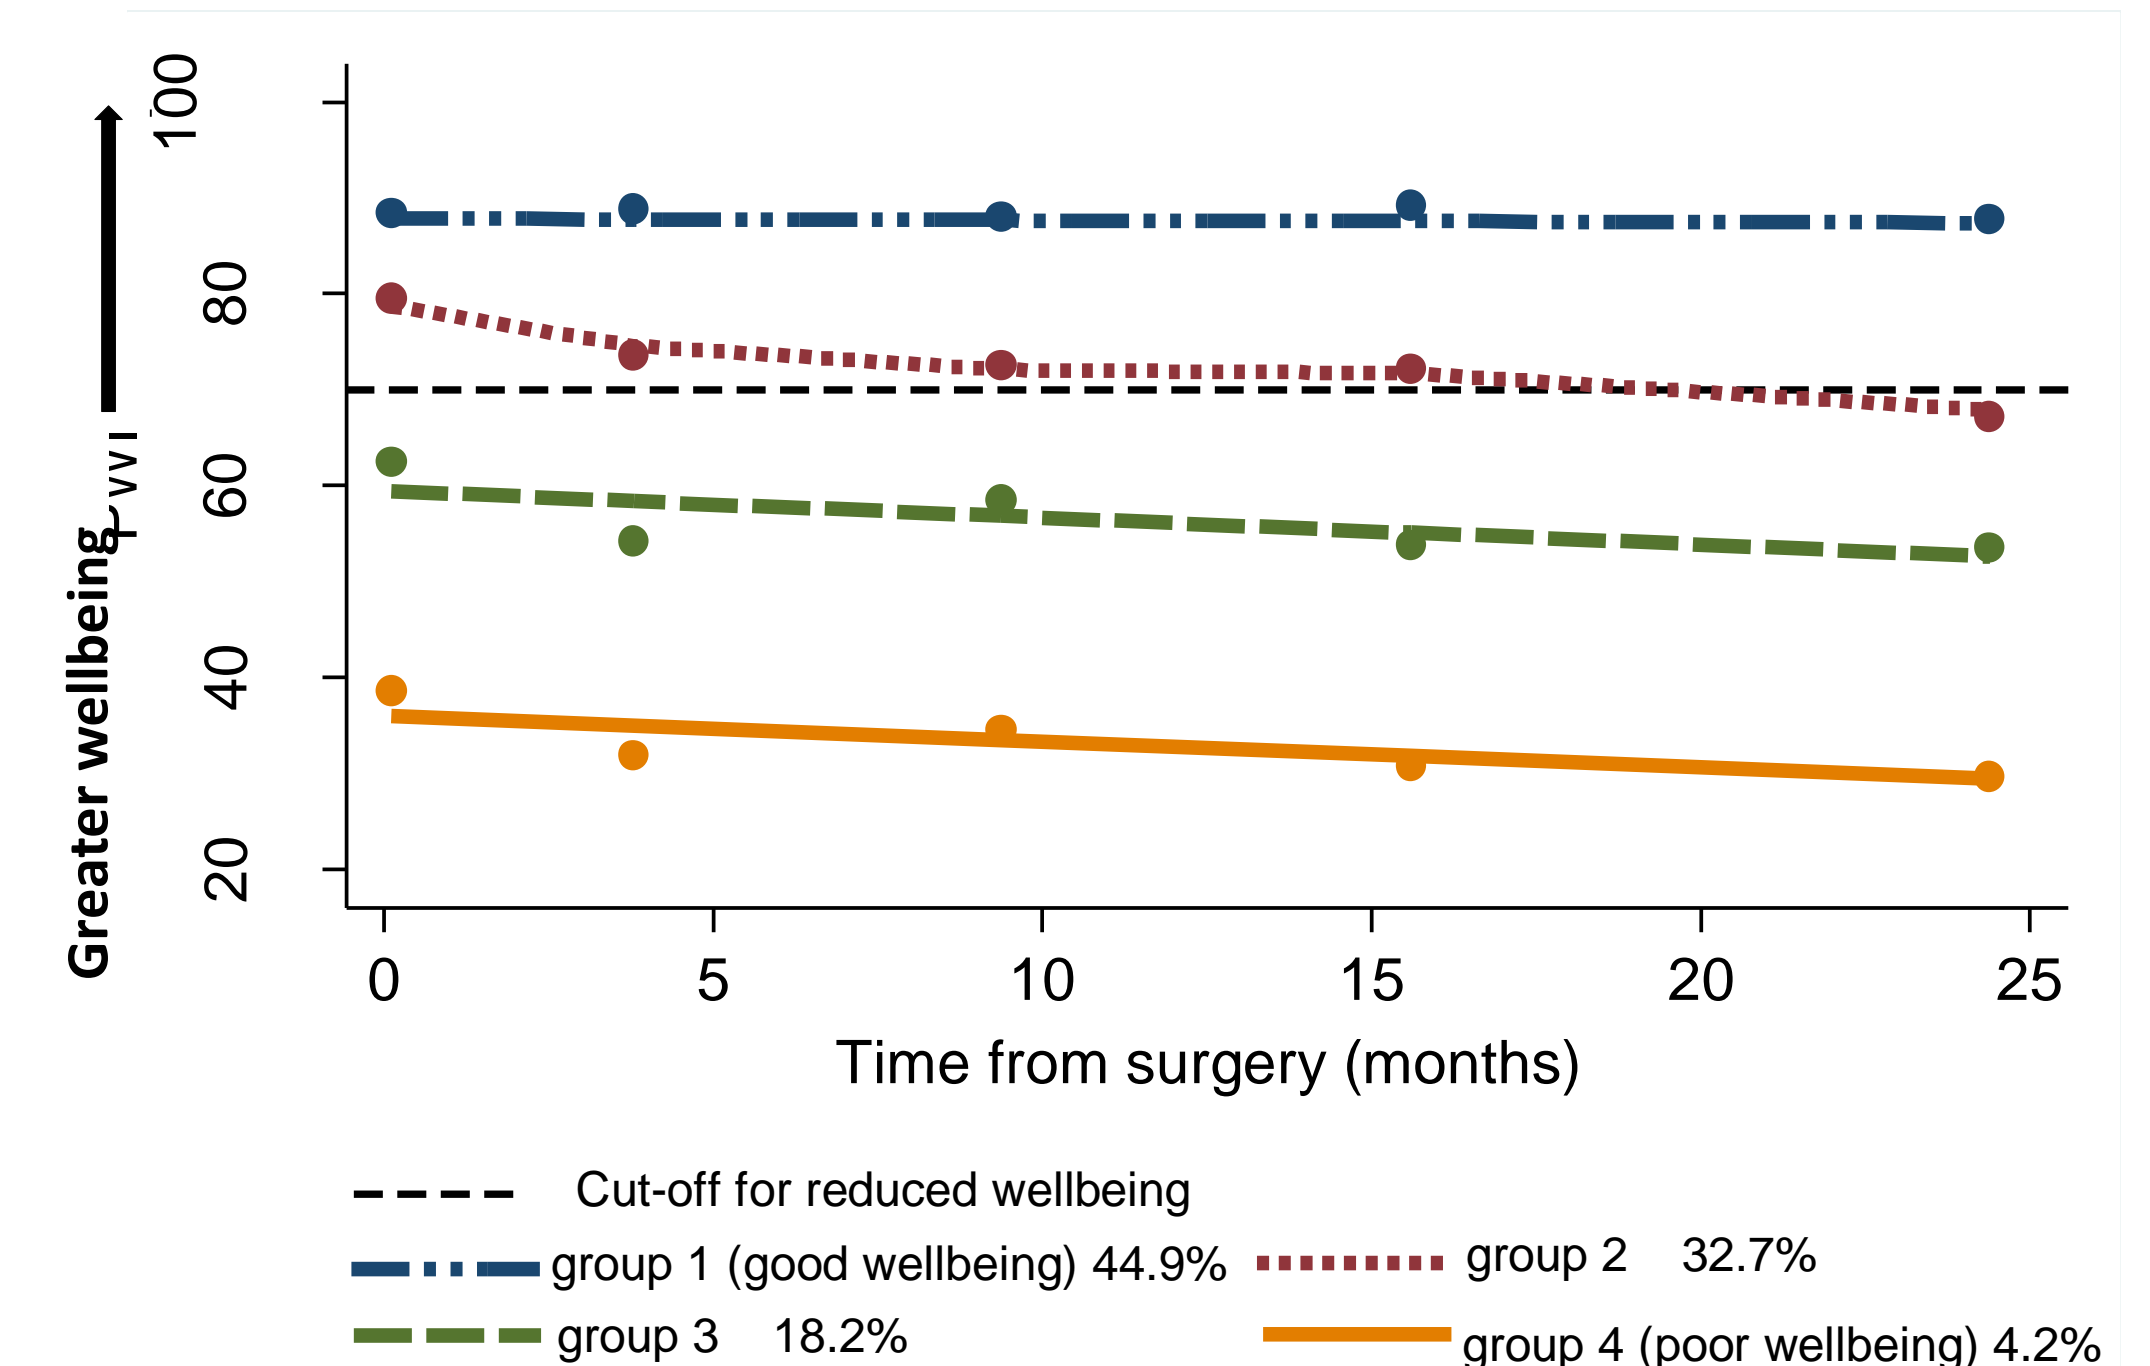 100
80
60
40
20
Greater wellbeing
0 5 10 15 20 25
Time from surgery (months)
Cut-off for reduced wellbeing
group 1 (good wellbeing) 44.9%
group 2 32.7%
group 3 18.2%
group 4 (poor wellbeing) 4.2%